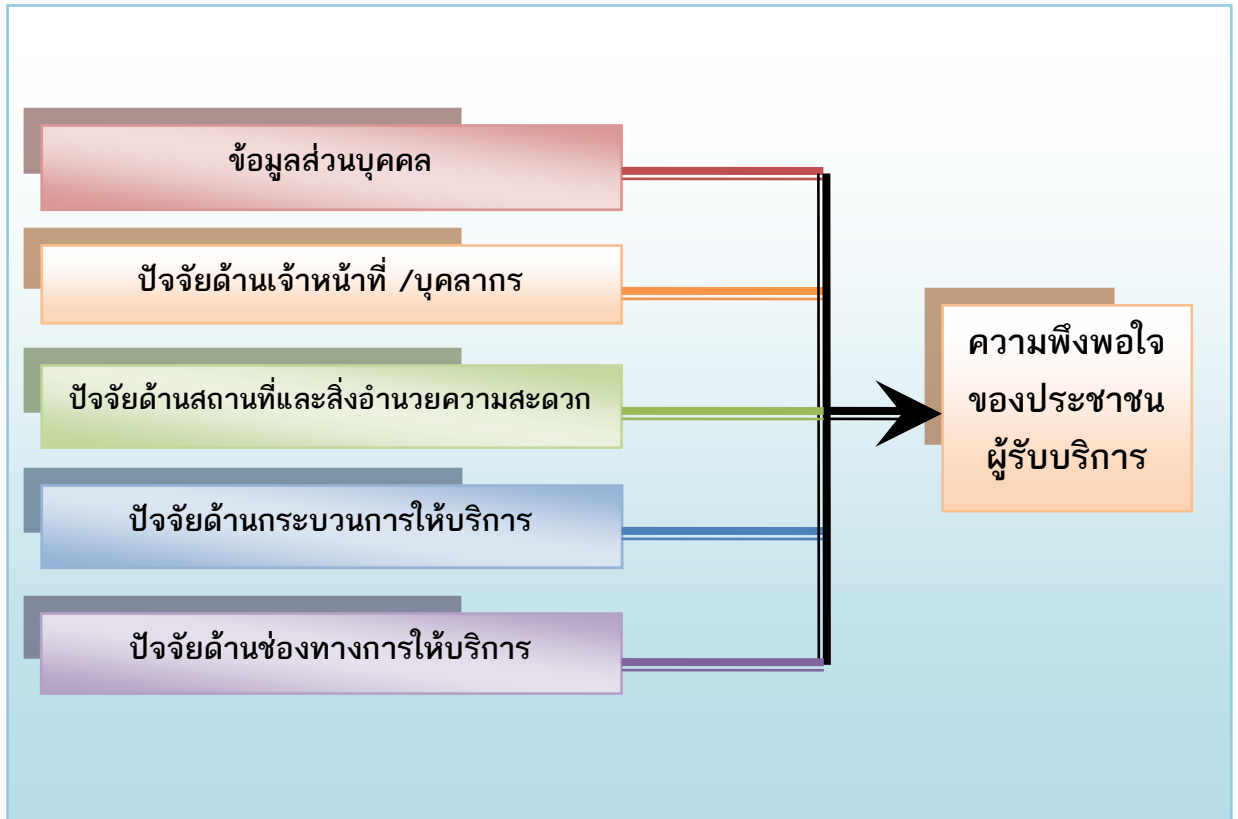 ข้อมูลส่วนบุคคล
ปัจจัยด้านเจ้าหน้าที่ /บุคลากร
ปัจจัยด้านสถานที่และสิ่งอำนวยความสะดวก
ปัจจัยด้านกระบวนการให้บริการ
ปัจจัยด้านช่องทางการให้บริการ
ความพึงพอใจ
ของประชาชน
ผู้รับบริการ